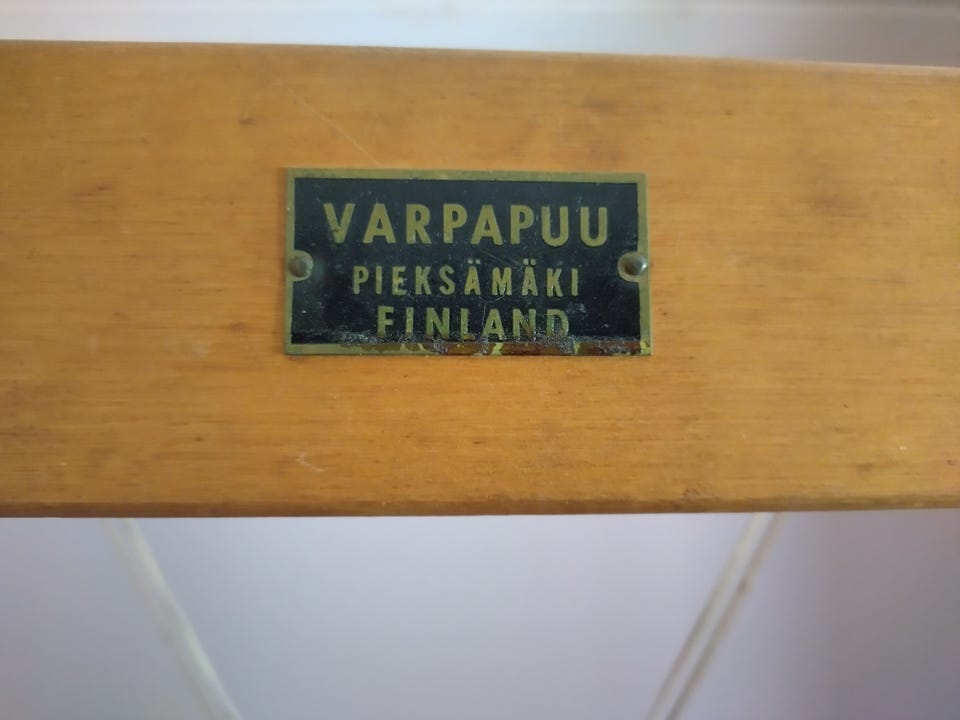 VARPAPUU
PIEKSÄMÄKI
FINLAND